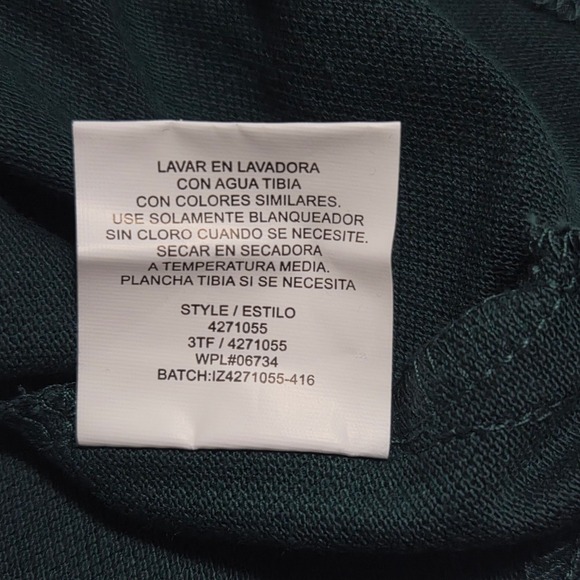 LAVAR EN LAVADORA
CON AGUA TIBIA
CON COLORES SIMILARES.
USE SOLAMENTE BLANQUEADOR
SIN CLORO CUANDO SE NECESITE.
SECAR EN SECADORA
A TEMPERATURA MEDIA.
PLANCHA TIBIA SI SE NECESITA
STYLE / ESTILO
4271055
3TF / 4271055
WPL#06734
BATCH:IZ4271055-416